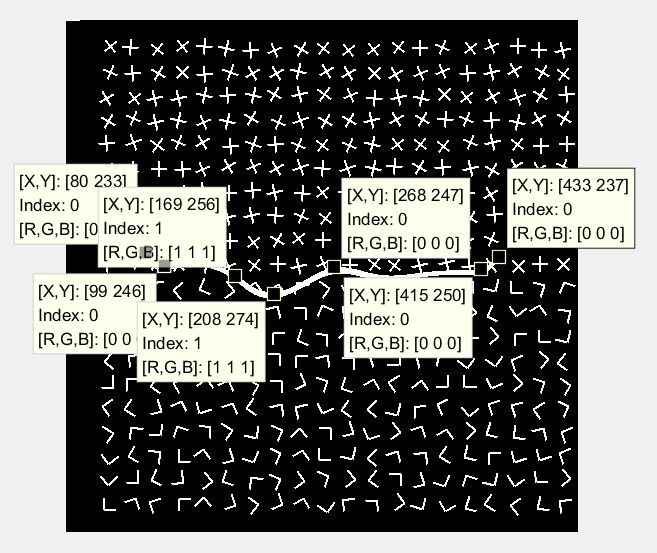 [X,Y]: [80 233]
Index: 0
[R,G,B]: [0
[X,Y]: [169 256]
Index: 1
[R,G,B]: [1 1 1]
[X,Y]: [268 247]
Index: 0
[R,G,B]: [0 0 0]
[X,Y]: [433 237]
Index: 0
[R,G,B]: [0 0 0]
[X,Y]: [99 246]
Index: 0
[R,G,B]: [0 0
[X,Y]: [208 274]
Index: 1
[R,G,B]: [1 1 1]
[X,Y]: [415 250]
Index: 0
[R,G,B]: [0 0 0]